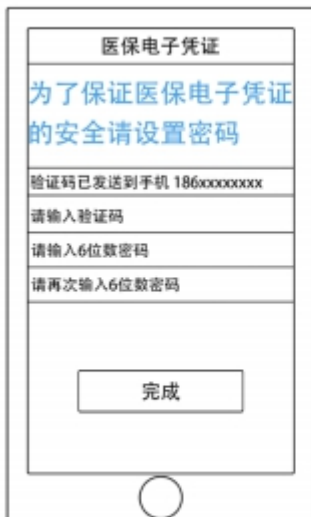 医保电子凭证
为了保证医保电子凭证
的安全请设置密码
验证码已发送到手机 186xxxxxxxx
请输入验证码
请输入6位数密码
请再次输入6位数密码
完成